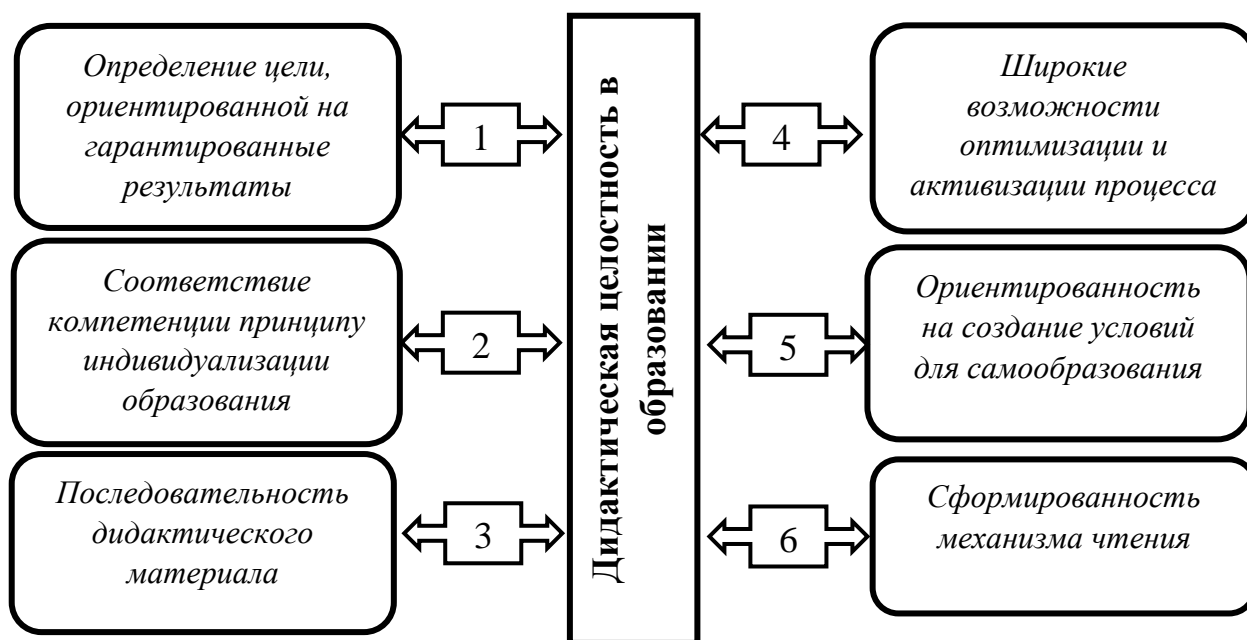 Определение цели,
ориентированной на
гарантированные
результаты
1
Соответствие
компетенции принципу
индивидуализации
образования
2
Последовательность
дидактического
материала
3
Дидактическая целостность в
образовании
4
Широкие
возможности
оптимизации и
активизации процесса
5
Ориентированность
на создание условий
для самообразования
6
Сформированность
механизма чтения